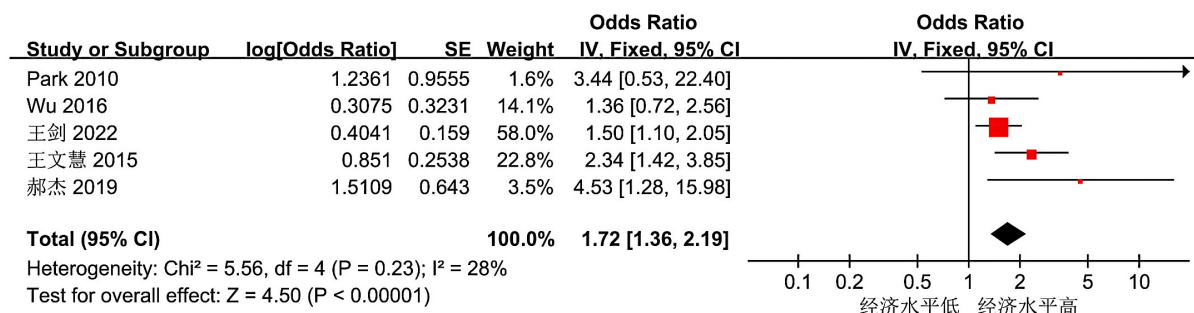 Odds Ratio Odds Ratio
Study or Subgroup log[Odds Ratio] SE Weight IV, Fixed, 95% CI IV, Fixed, 95% CI
Park 2010 1.2361 0.9555 1.6% 3.44 [0.53, 22.40]
Wu 2016 0.3075 0.3231 14.1% 1.36 [0.72, 2.56]
王剑 2022 0.4041 0.159 58.0% 1.50 [1.10, 2.05]
王文慧 2015 0.851 0.2538 22.8% 2.34 [1.42, 3.85]
郝杰 2019 1.5109 0.643 3.5% 4.53 [1.28, 15.98]
Total (95% CI) 100.0% 1.72 [1.36, 2.19]
Heterogeneity: Chi² = 5.56, df = 4 (P = 0.23); I² = 28%
Test for overall effect: Z = 4.50 (P < 0.00001)
0.1 0.2 0.5 1 2 5 10
经济水平低 经济水平高